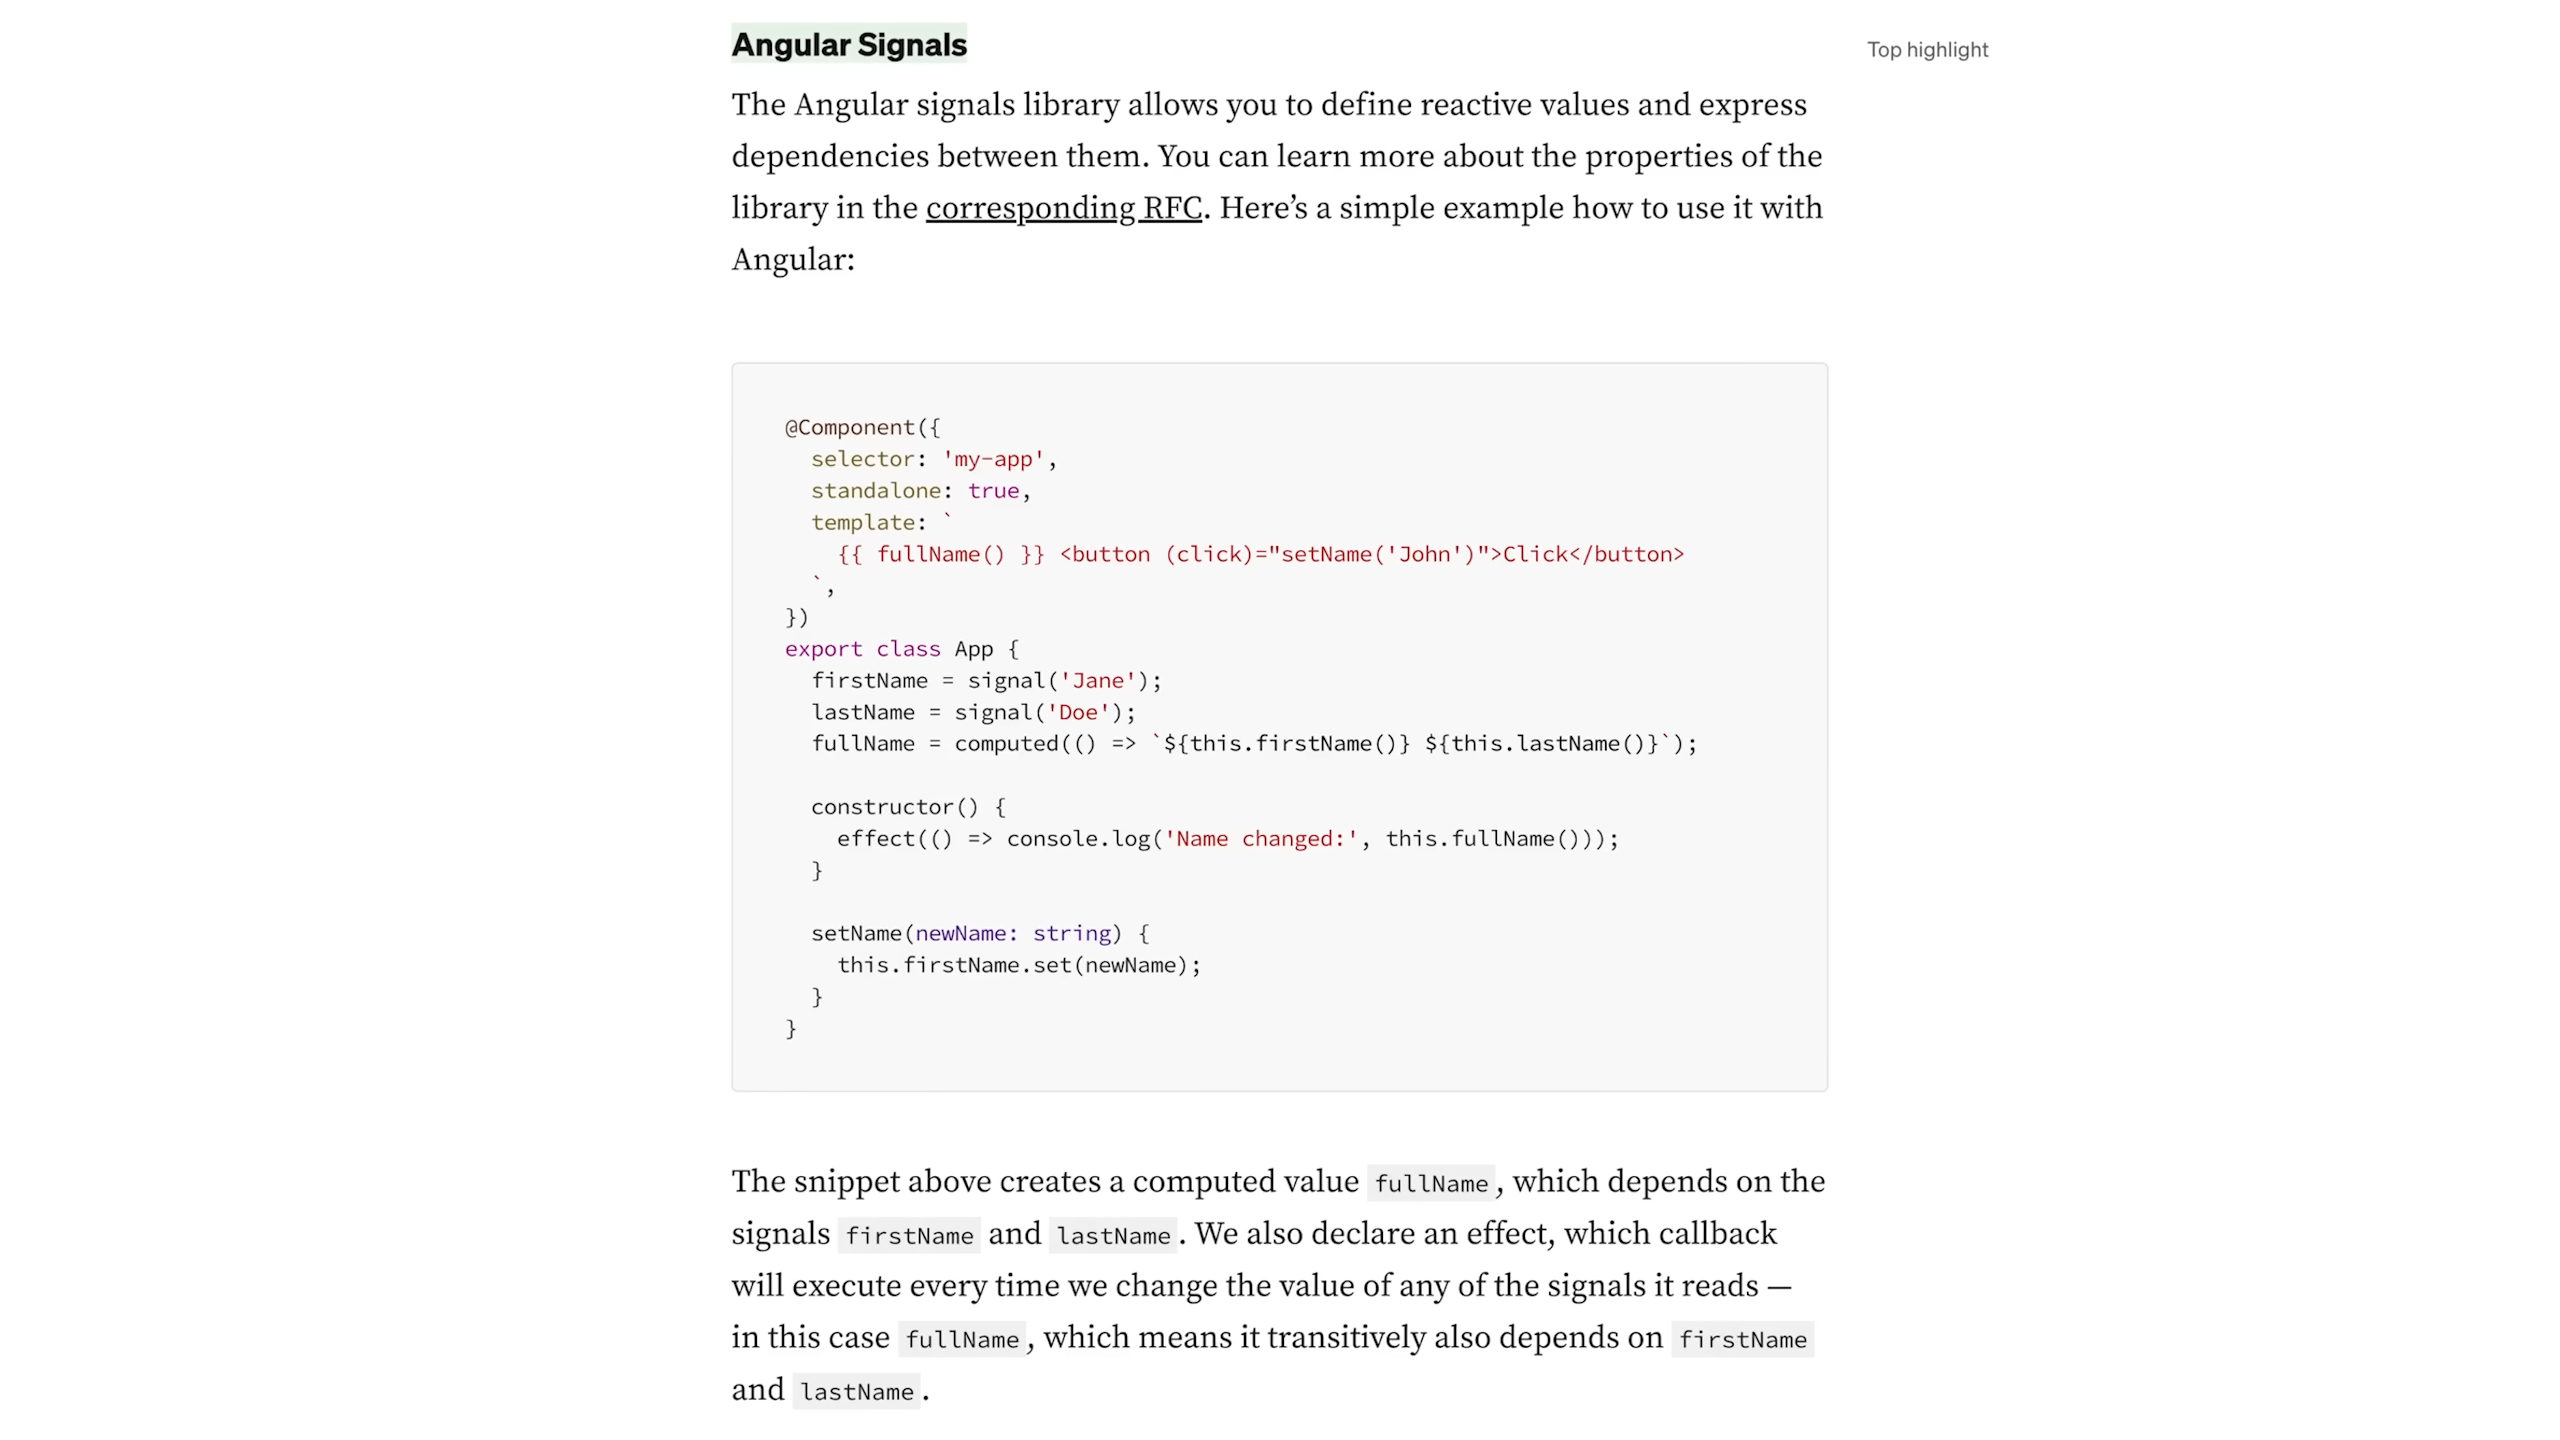 Angular Signals
Top highlight
The Angular signals library allows you to define reactive values and express
dependencies between them. You can learn more about the properties of the
library in the corresponding RFC. Here’s a simple example how to use it with
Angular:
@Component({
  selector: 'my-app',
  standalone: true,
  template: `
    {{ fullName() }} <button (click)="setName('John')">Click</button>
  `,
})
export class App {
  firstName = signal('Jane');
  lastName = signal('Doe');
  fullName = computed(() => `${this.firstName()} ${this.lastName()}`);
  constructor() {
    effect(() => console.log('Name changed:', this.fullName()));
  }
  setName(newName: string) {
    this.firstName.set(newName);
  }
}
The snippet above creates a computed value fullName, which depends on the
signals firstName and lastName. We also declare an effect, which callback
will execute every time we change the value of any of the signals it reads —
in this case fullName, which means it transitively also depends on firstName
and lastName.